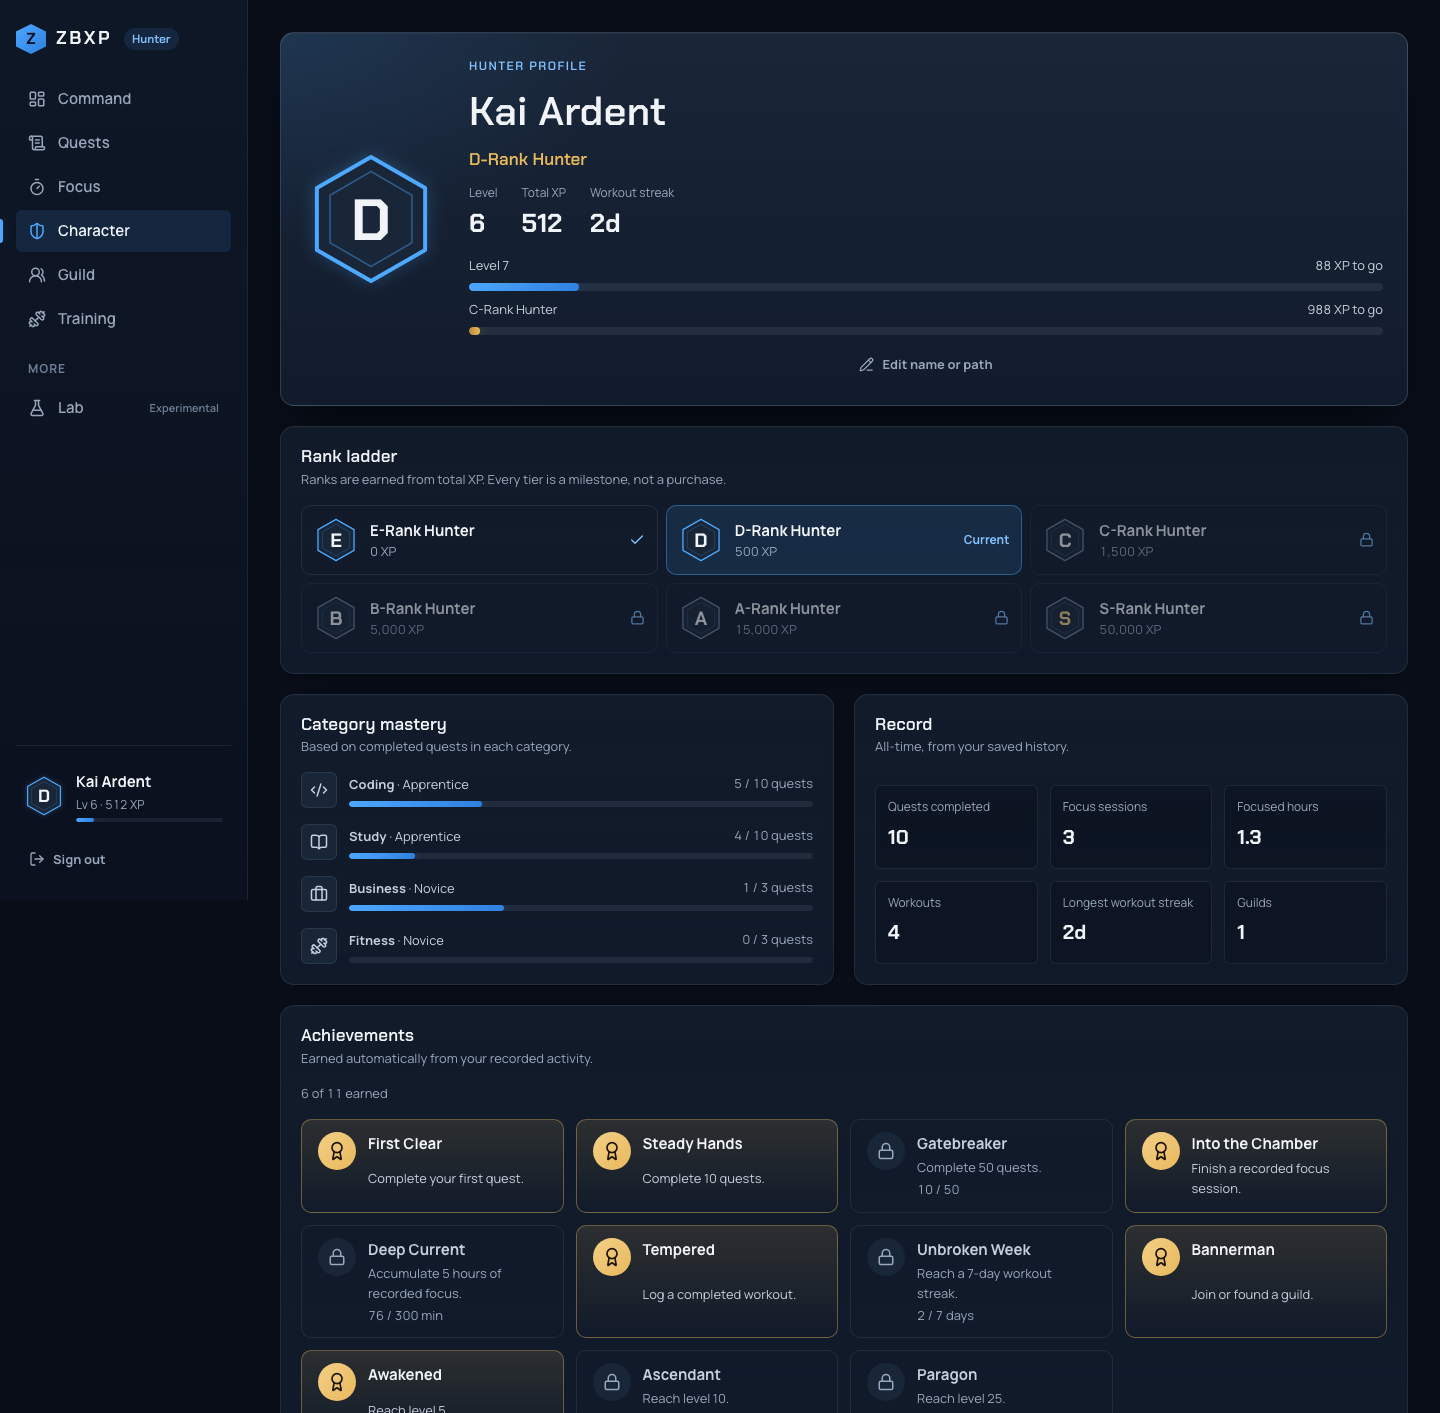 Z ZBXP Hunter
Command
Quests
Focus
Character
Guild
Training
MORE
Lab Experimental
D Kai Ardent
Lv 6 · 512 XP
Sign out
HUNTER PROFILE
Kai Ardent
D
D-Rank Hunter
Level Total XP Workout streak
6 512 2d
Level 7 88 XP to go
C-Rank Hunter 988 XP to go
Edit name or path
Rank ladder
Ranks are earned from total XP. Every tier is a milestone, not a purchase.
E E-Rank Hunter
0 XP
D D-Rank Hunter Current
500 XP
C C-Rank Hunter
1,500 XP
B B-Rank Hunter
5,000 XP
A A-Rank Hunter
15,000 XP
S S-Rank Hunter
50,000 XP
Category mastery
Based on completed quests in each category.
Coding · Apprentice 5 / 10 quests
Study · Apprentice 4 / 10 quests
Business · Novice 1 / 3 quests
Fitness · Novice 0 / 3 quests
Record
All-time, from your saved history.
Quests completed
10
Focus sessions
3
Focused hours
1.3
Workouts
4
Longest workout streak
2d
Guilds
1
Achievements
Earned automatically from your recorded activity.
6 of 11 earned
First Clear
Complete your first quest.
Steady Hands
Complete 10 quests.
Gatebreaker
Complete 50 quests.
10 / 50
Into the Chamber
Finish a recorded focus
session.
Deep Current
Accumulate 5 hours of
recorded focus.
76 / 300 min
Tempered
Log a completed workout.
Unbroken Week
Reach a 7-day workout
streak.
2 / 7 days
Bannerman
Join or found a guild.
Awakened
Reach level 5.
Ascendant
Reach level 10.
Paragon
Reach level 25.